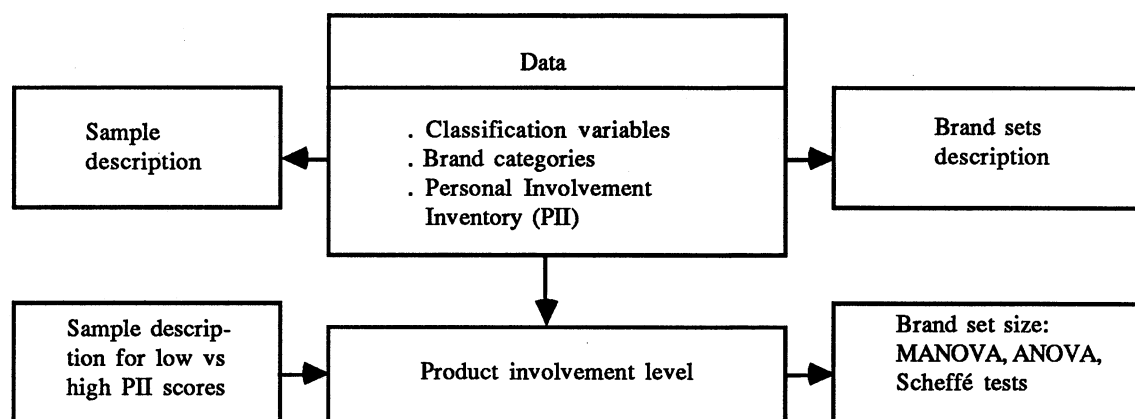 Data
Sample
description
. Classification variables
. Brand categories
. Personal Involvement
Inventory (PII)
Brand sets
description
Sample descrip-
tion for low vs
high PII scores
Product involvement level
Brand set size:
MANOVA, ANOVA,
Scheffé tests